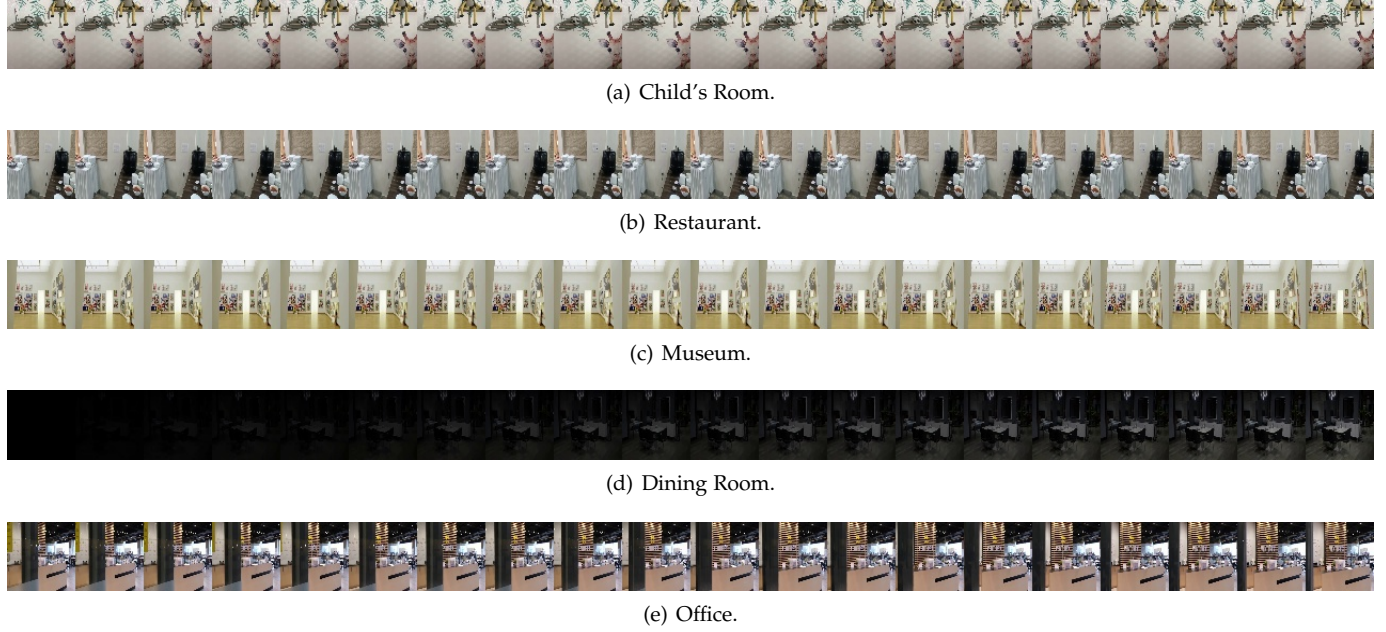 (a) Child's Room.
(b) Restaurant.
(c) Museum.
(d) Dining Room.
(e) Office.